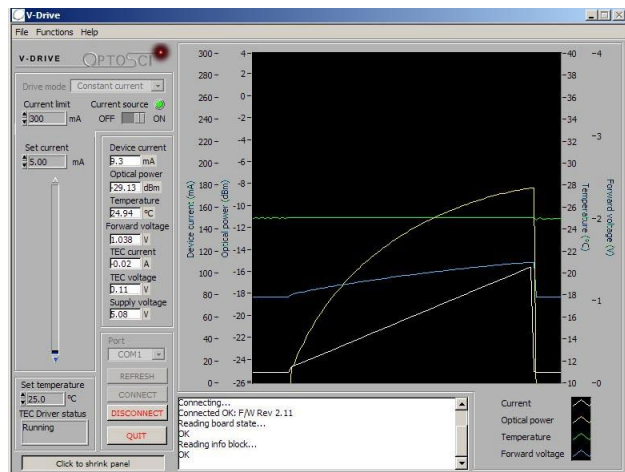 V-Drive
File Functions Help
V-DRIVE OPTOSCI
Drive mode Constant current
Current limit Current source
300 mA OFF ON
Set current
5.00 mA
Device current
9.3 mA
Optical power
-29.13 dBm
Temperature
24.94 °C
Forward voltage
1.038 V
TEC current
-0.02 A
TEC voltage
0.11 V
Supply voltage
5.08 V
Port
COM1
REFRESH
CONNECT
DISCONNECT
QUIT
Set temperature
25.0 °C
TEC Driver status
Running
Click to shrink panel
Device current (mA)
300
280
260
240
220
200
180
160
140
120
100
80
60
40
20
0
Optical power (dBm)
4
2
0
-2
-4
-6
-8
-10
-12
-14
-16
-18
-20
-22
-24
-26
40
38
36
34
32
30
28
26
24
22
20
18
16
14
12
10
Temperature (°C)
4
3
2
1
0
Forward voltage (V)
Connecting...
Connected OK: F/W Rev 2.11
Reading board state...
OK
Reading info block...
OK
Current
Optical power
Temperature
Forward voltage